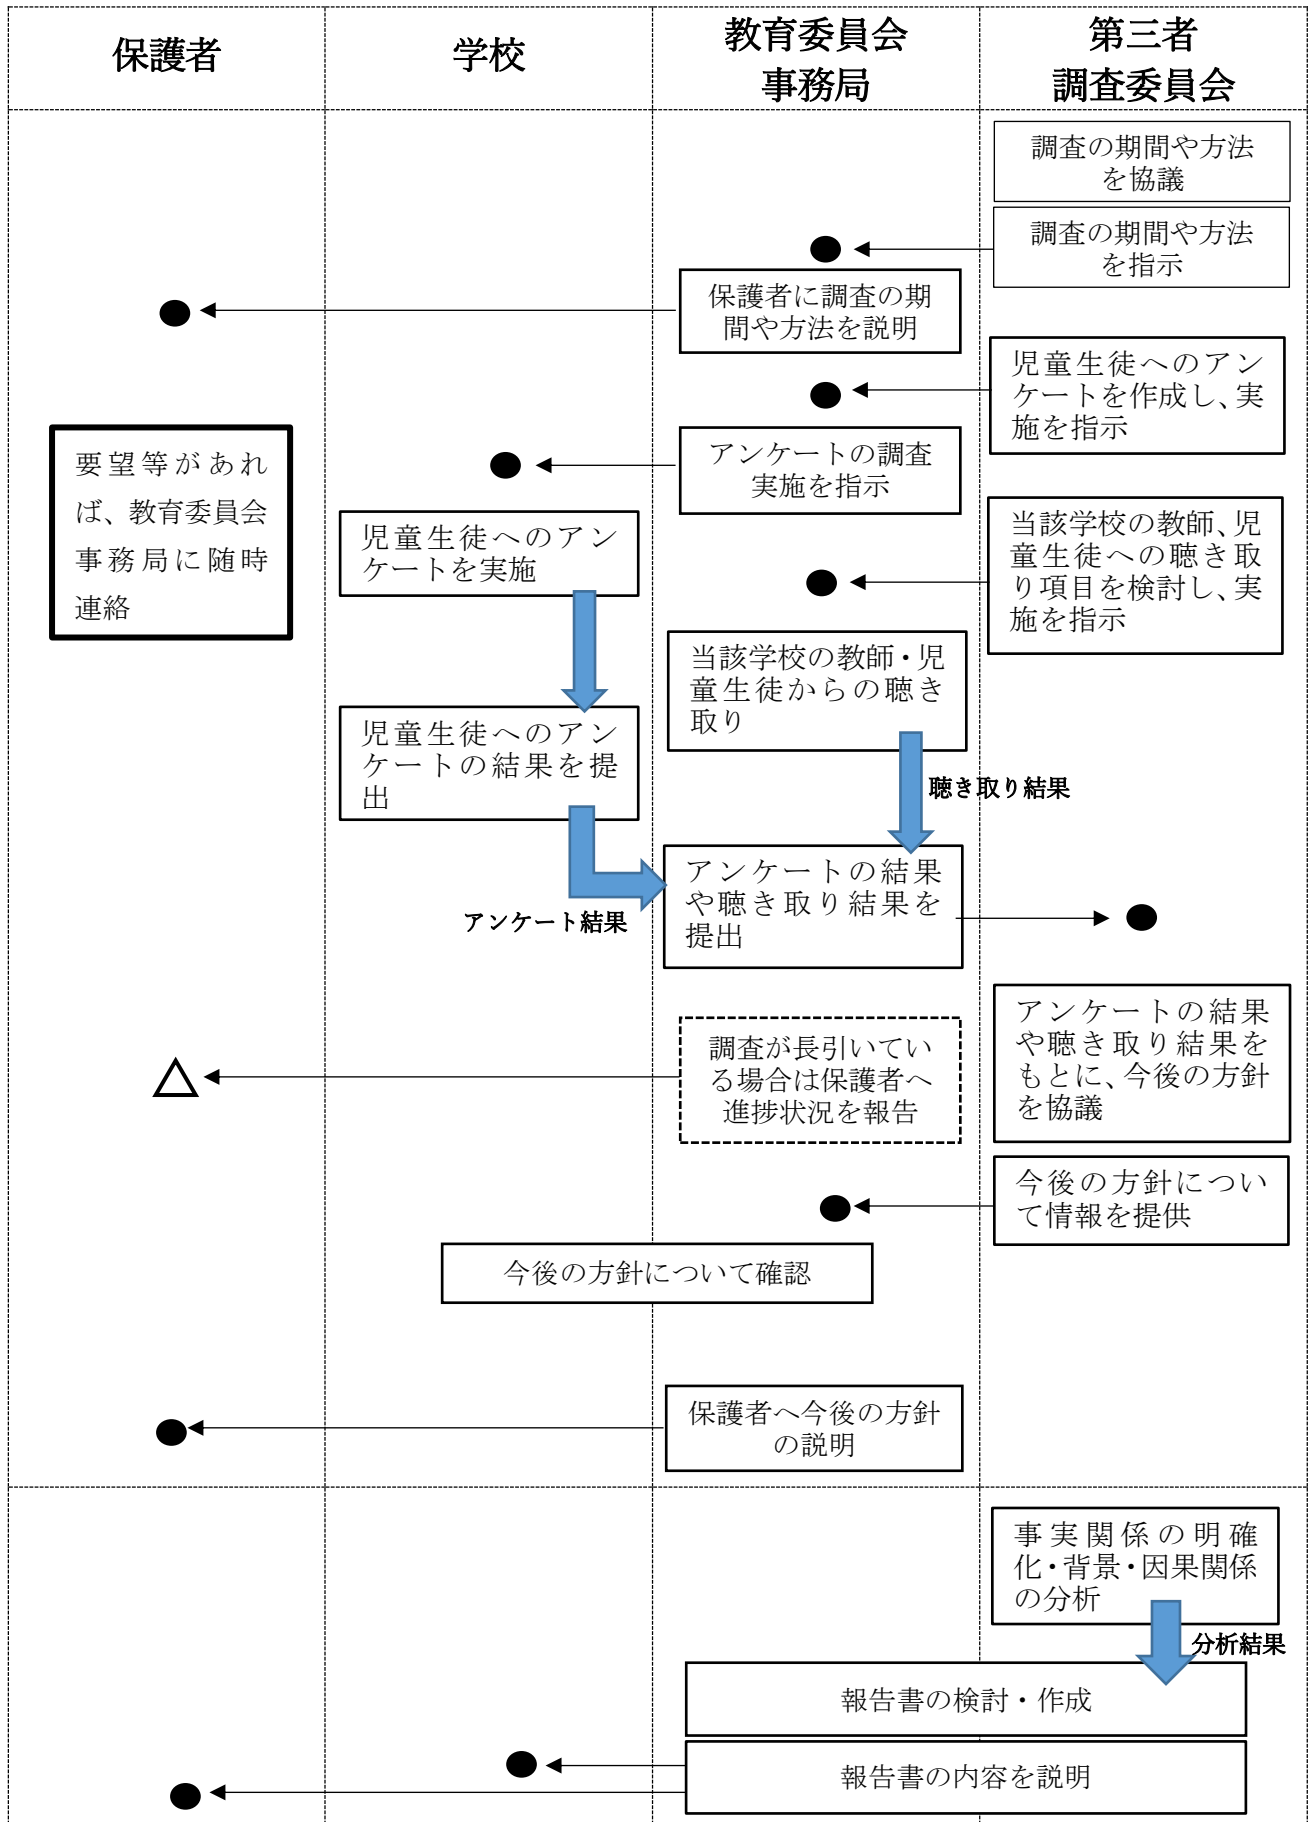 保護者
学校
教育委員会
事務局
第三者
調査委員会
調査の期間や方法
を協議
調査の期間や方法
を指示
保護者に調査の期
間や方法を説明
児童生徒へのアン
ケートを作成し、実
施を指示
要望等があれ
ば、教育委員会
事務局に随時
連絡
アンケートの調査
実施を指示
児童生徒へのアン
ケートを実施
当該学校の教師、児
童生徒への聴き取
り項目を検討し、実
施を指示
当該学校の教師・児
童生徒からの聴き
取り
児童生徒へのアン
ケートの結果を提
出
聴き取り結果
アンケート結果
アンケートの結果
や聴き取り結果を
提出
調査が長引いてい
る場合は保護者へ
進捗状況を報告
アンケートの結果
や聴き取り結果を
もとに、今後の方針
を協議
今後の方針につい
て情報を提供
今後の方針について確認
保護者へ今後の方針
の説明
事実関係の明確
化・背景・因果関係
の分析
分析結果
報告書の検討・作成
報告書の内容を説明